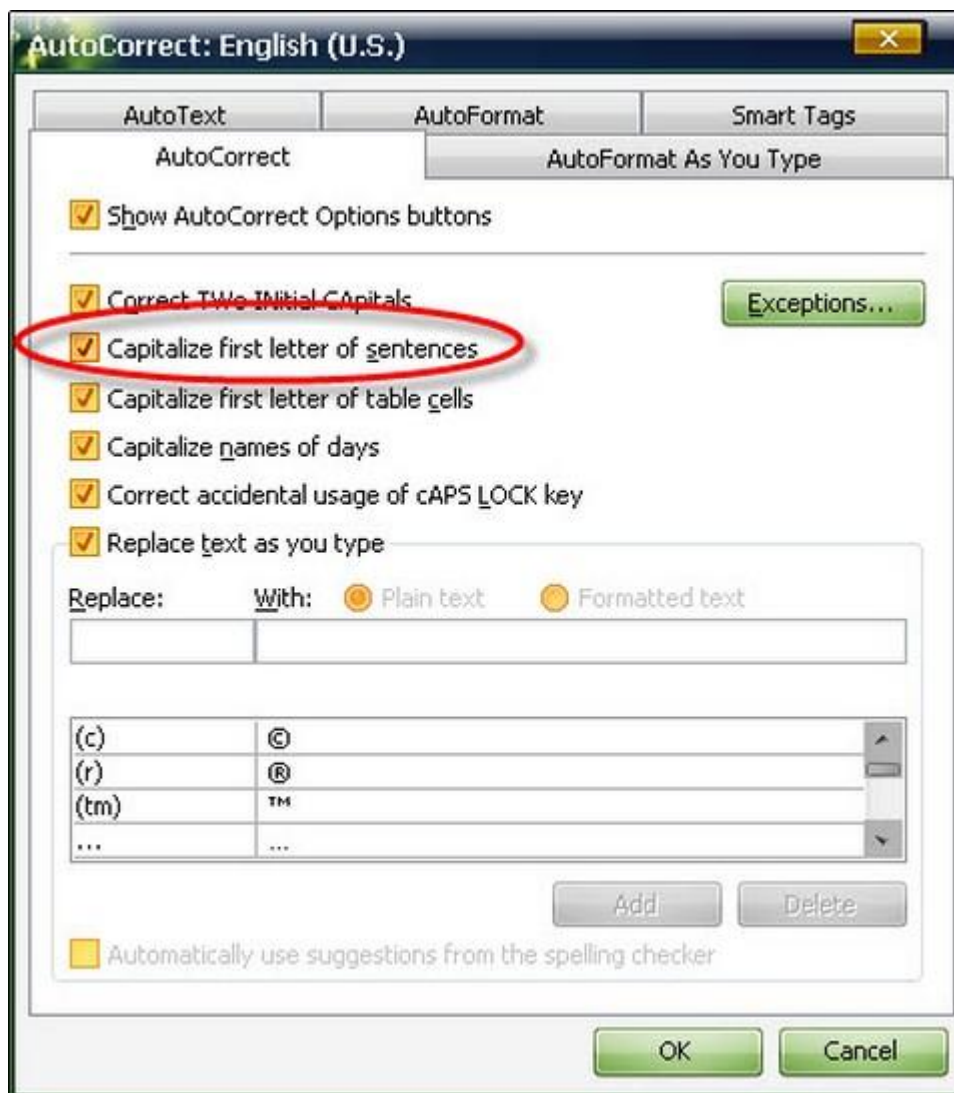 AutoCorrect: English (U.S.)
AutoText AutoFormat Smart Tags
AutoCorrect AutoFormat As You Type
Show AutoCorrect Options buttons
Correct TWo INitial CApitals Exceptions...
Capitalize first letter of sentences
Capitalize first letter of table cells
Capitalize names of days
Correct accidental usage of cAPS LOCK key
Replace text as you type
Replace: With: Plain text Formatted text
(c) ©
(r) ®
(tm) ™
... ...
Add Delete
Automatically use suggestions from the spelling checker
OK Cancel